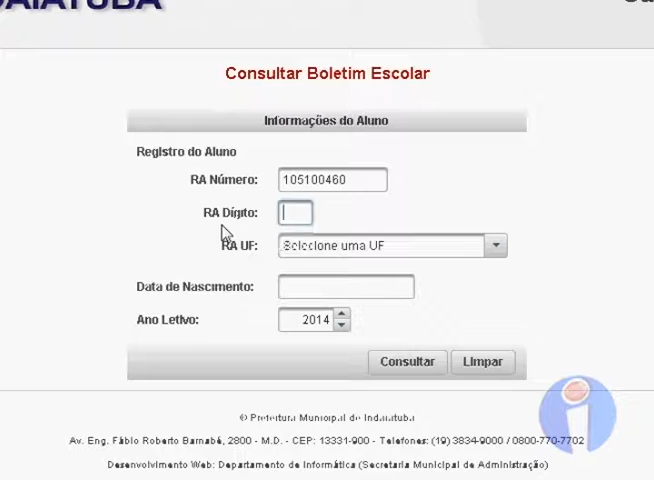 DAIATUBA
Consultar Boletim Escolar
Informações do Aluno
Registro do Aluno
RA Número: 105100460
RA Dígito:
RA UF: Selecione uma UF
Data de Nascimento:
Ano Letivo: 2014
Consultar Limpar
© Prefeitura Municipal de Indaiatuba
Av. Eng. Fábio Roberto Barnabé, 2800 - M.D. - CEP: 13331-900 - Telefones: (19) 3834-9000 / 0800-770-7702
Desenvolvimento Web: Departamento de Informática (Secretaria Municipal de Administração)